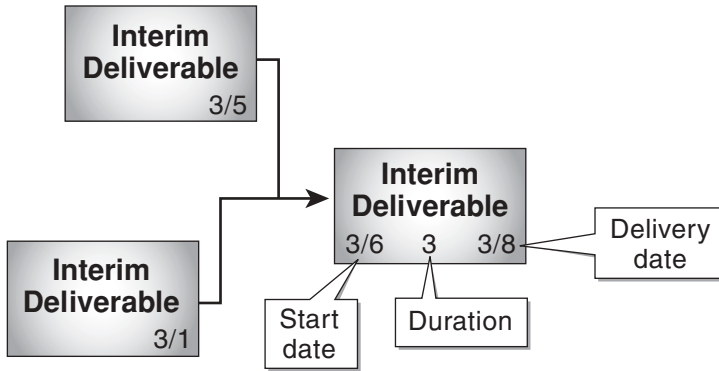 Interim
Deliverable
3/5
Interim
Deliverable
3/1
Interim
Deliverable
3/6 3 3/8
Start
date
Duration
Delivery
date